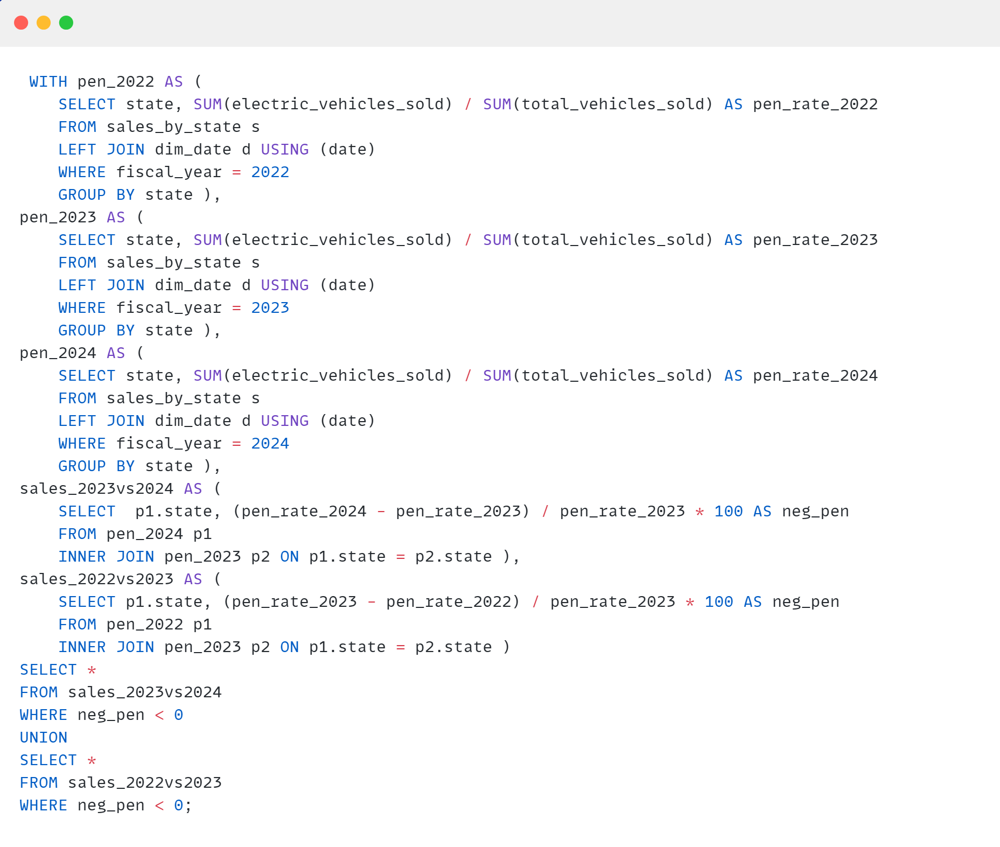 WITH pen_2022 AS (
    SELECT state, SUM(electric_vehicles_sold) / SUM(total_vehicles_sold) AS pen_rate_2022
    FROM sales_by_state s
    LEFT JOIN dim_date d USING (date)
    WHERE fiscal_year = 2022
    GROUP BY state ),
pen_2023 AS (
    SELECT state, SUM(electric_vehicles_sold) / SUM(total_vehicles_sold) AS pen_rate_2023
    FROM sales_by_state s
    LEFT JOIN dim_date d USING (date)
    WHERE fiscal_year = 2023
    GROUP BY state ),
pen_2024 AS (
    SELECT state, SUM(electric_vehicles_sold) / SUM(total_vehicles_sold) AS pen_rate_2024
    FROM sales_by_state s
    LEFT JOIN dim_date d USING (date)
    WHERE fiscal_year = 2024
    GROUP BY state ),
sales_2023vs2024 AS (
    SELECT  p1.state, (pen_rate_2024 - pen_rate_2023) / pen_rate_2023 * 100 AS neg_pen
    FROM pen_2024 p1
    INNER JOIN pen_2023 p2 ON p1.state = p2.state ),
sales_2022vs2023 AS (
    SELECT p1.state, (pen_rate_2023 - pen_rate_2022) / pen_rate_2023 * 100 AS neg_pen
    FROM pen_2022 p1
    INNER JOIN pen_2023 p2 ON p1.state = p2.state )
SELECT *
FROM sales_2023vs2024
WHERE neg_pen < 0
UNION
SELECT *
FROM sales_2022vs2023
WHERE neg_pen < 0;